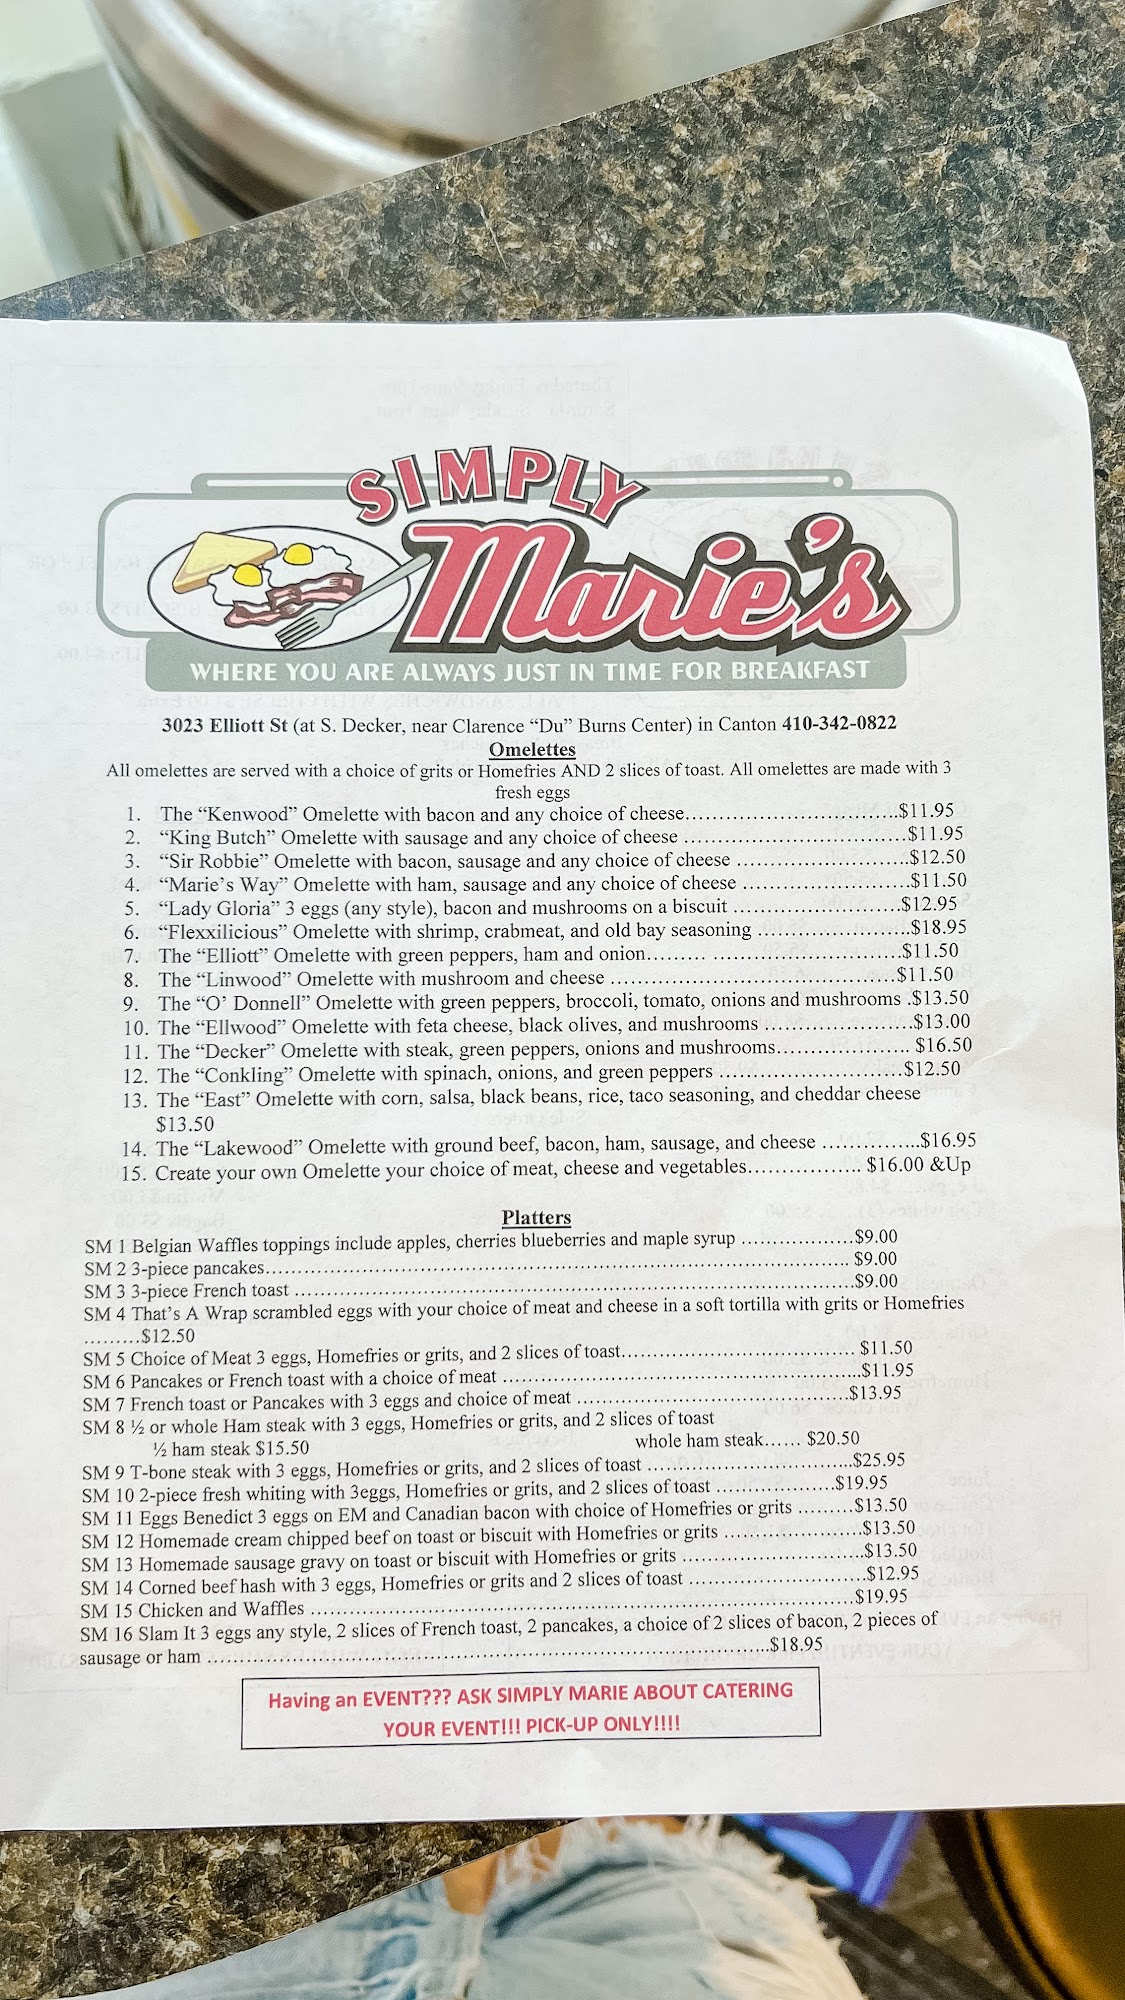 SIMPLY
Marie's
WHERE YOU ARE ALWAYS JUST IN TIME FOR BREAKFAST
3023 Elliott St (at S. Decker, near Clarence “Du” Burns Center) in Canton 410-342-0822
Omelettes
All omelettes are served with a choice of grits or Homefries AND 2 slices of toast. All omelettes are made with 3
fresh eggs
1. The “Kenwood” Omelette with bacon and any choice of cheese....................................$11.95
2. “King Butch” Omelette with sausage and any choice of cheese ....................................$11.95
3. “Sir Robbie” Omelette with bacon, sausage and any choice of cheese ............................$12.50
4. “Marie’s Way” Omelette with ham, sausage and any choice of cheese ...........................$11.50
5. “Lady Gloria” 3 eggs (any style), bacon and mushrooms on a biscuit ...........................$12.95
6. “Flexxilicious” Omelette with shrimp, crabmeat, and old bay seasoning .........................$18.95
7. The “Elliott” Omelette with green peppers, ham and onion......... ..............................$11.50
8. The “Linwood” Omelette with mushroom and cheese ..............................................$11.50
9. The “O’ Donnell” Omelette with green peppers, broccoli, tomato, onions and mushrooms .$13.50
10. The “Ellwood” Omelette with feta cheese, black olives, and mushrooms ........................$13.00
11. The “Decker” Omelette with steak, green peppers, onions and mushrooms..................... $16.50
12. The “Conkling” Omelette with spinach, onions, and green peppers ..............................$12.50
13. The “East” Omelette with corn, salsa, black beans, rice, taco seasoning, and cheddar cheese
$13.50
14. The “Lakewood” Omelette with ground beef, bacon, ham, sausage, and cheese ................$16.95
15. Create your own Omelette your choice of meat, cheese and vegetables.................. $16.00 &Up
Platters
SM 1 Belgian Waffles toppings include apples, cherries blueberries and maple syrup ..................$9.00
SM 2 3-piece pancakes.............................................................................................. $9.00
SM 3 3-piece French toast ..........................................................................................$9.00
SM 4 That’s A Wrap scrambled eggs with your choice of meat and cheese in a soft tortilla with grits or Homefries
.........$12.50
SM 5 Choice of Meat 3 eggs, Homefries or grits, and 2 slices of toast...................................... $11.50
SM 6 Pancakes or French toast with a choice of meat ..........................................................$11.95
SM 7 French toast or Pancakes with 3 eggs and choice of meat .............................................$13.95
SM 8 ½ or whole Ham steak with 3 eggs, Homefries or grits, and 2 slices of toast
½ ham steak $15.50 whole ham steak...... $20.50
SM 9 T-bone steak with 3 eggs, Homefries or grits, and 2 slices of toast ..................................$25.95
SM 10 2-piece fresh whiting with 3eggs, Homefries or grits, and 2 slices of toast ....................$19.95
SM 11 Eggs Benedict 3 eggs on EM and Canadian bacon with choice of Homefries or grits .........$13.50
SM 12 Homemade cream chipped beef on toast or biscuit with Homefries or grits .......................$13.50
SM 13 Homemade sausage gravy on toast or biscuit with Homefries or grits ..............................$13.50
SM 14 Corned beef hash with 3 eggs, Homefries or grits and 2 slices of toast .............................$12.95
SM 15 Chicken and Waffles .........................................................................................$19.95
SM 16 Slam It 3 eggs any style, 2 slices of French toast, 2 pancakes, a choice of 2 slices of bacon, 2 pieces of
sausage or ham .............................................................................................$18.95
Having an EVENT??? ASK SIMPLY MARIE ABOUT CATERING
YOUR EVENT!!! PICK-UP ONLY!!!!